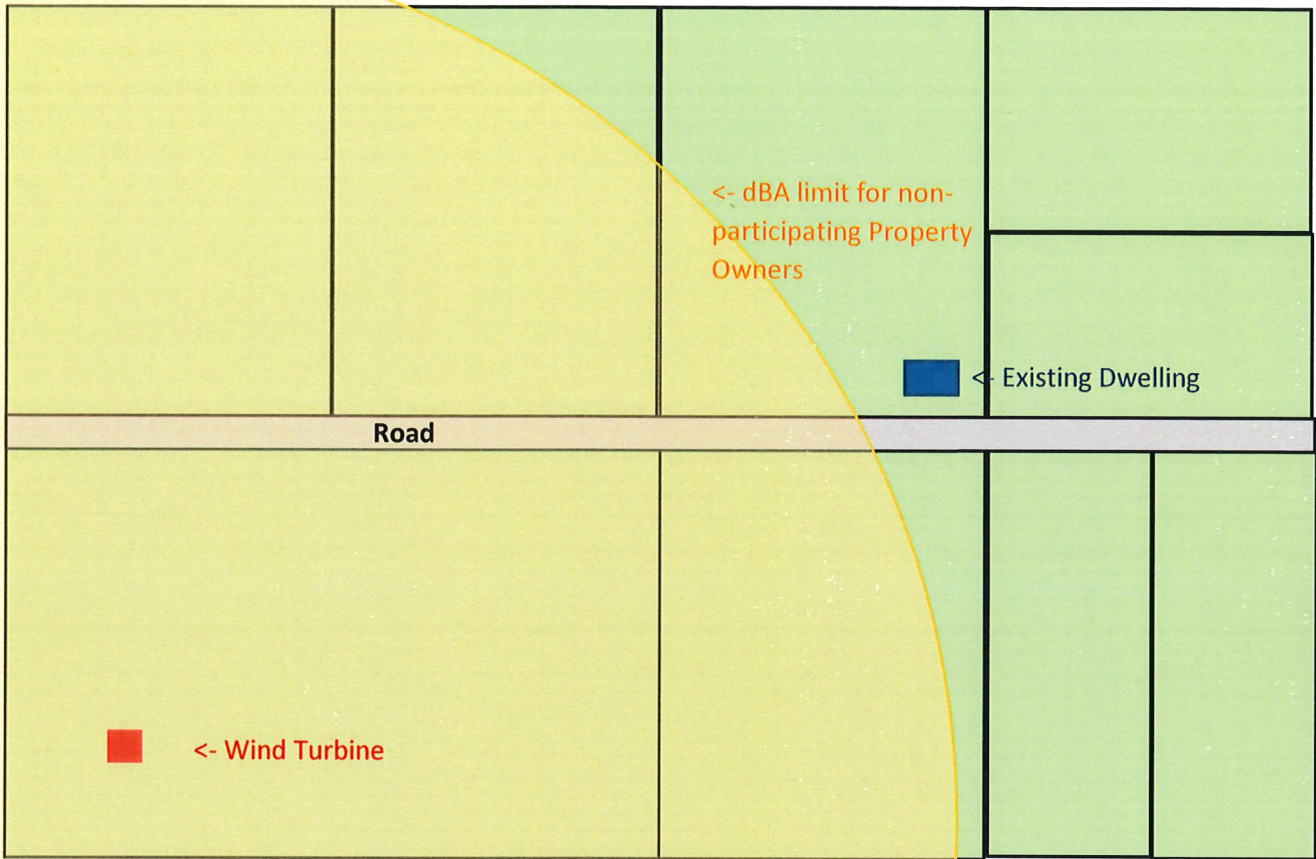 <- dBA limit for non-
participating Property
Owners
<- Existing Dwelling
Road
<- Wind Turbine